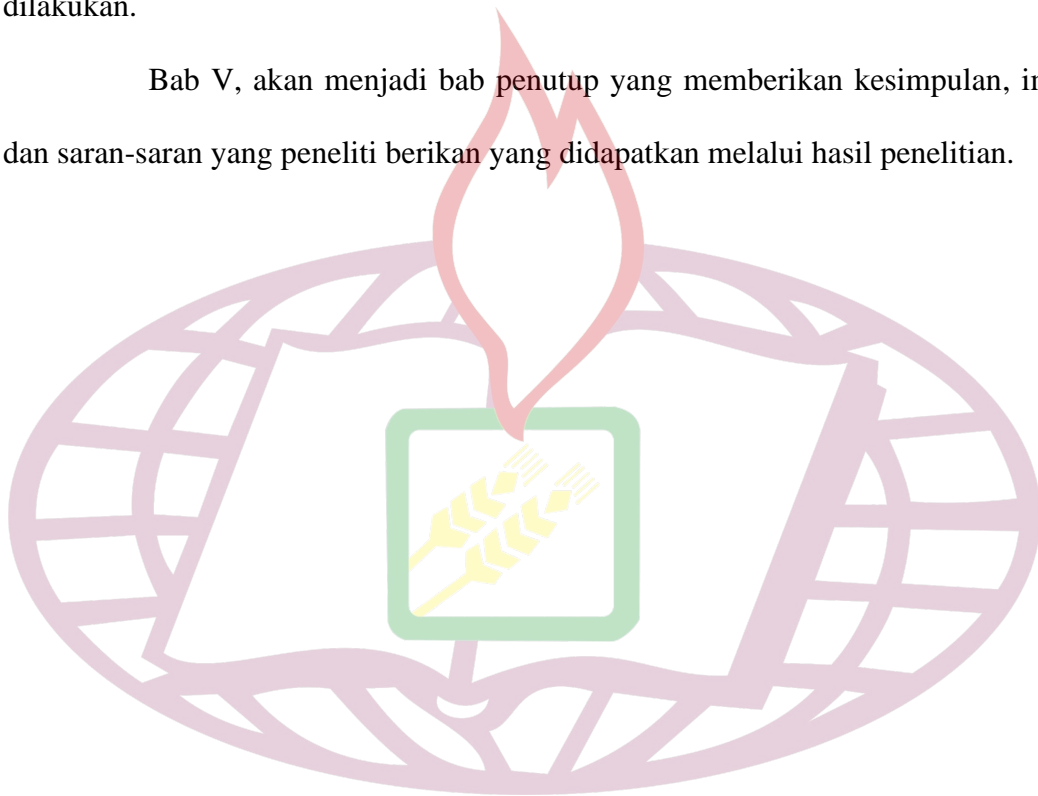 dilakukan.
Bab V, akan menjadi bab penutup yang memberikan kesimpulan,
dan saran-saran yang peneliti berikan yang didapatkan melalui hasil penelitian.